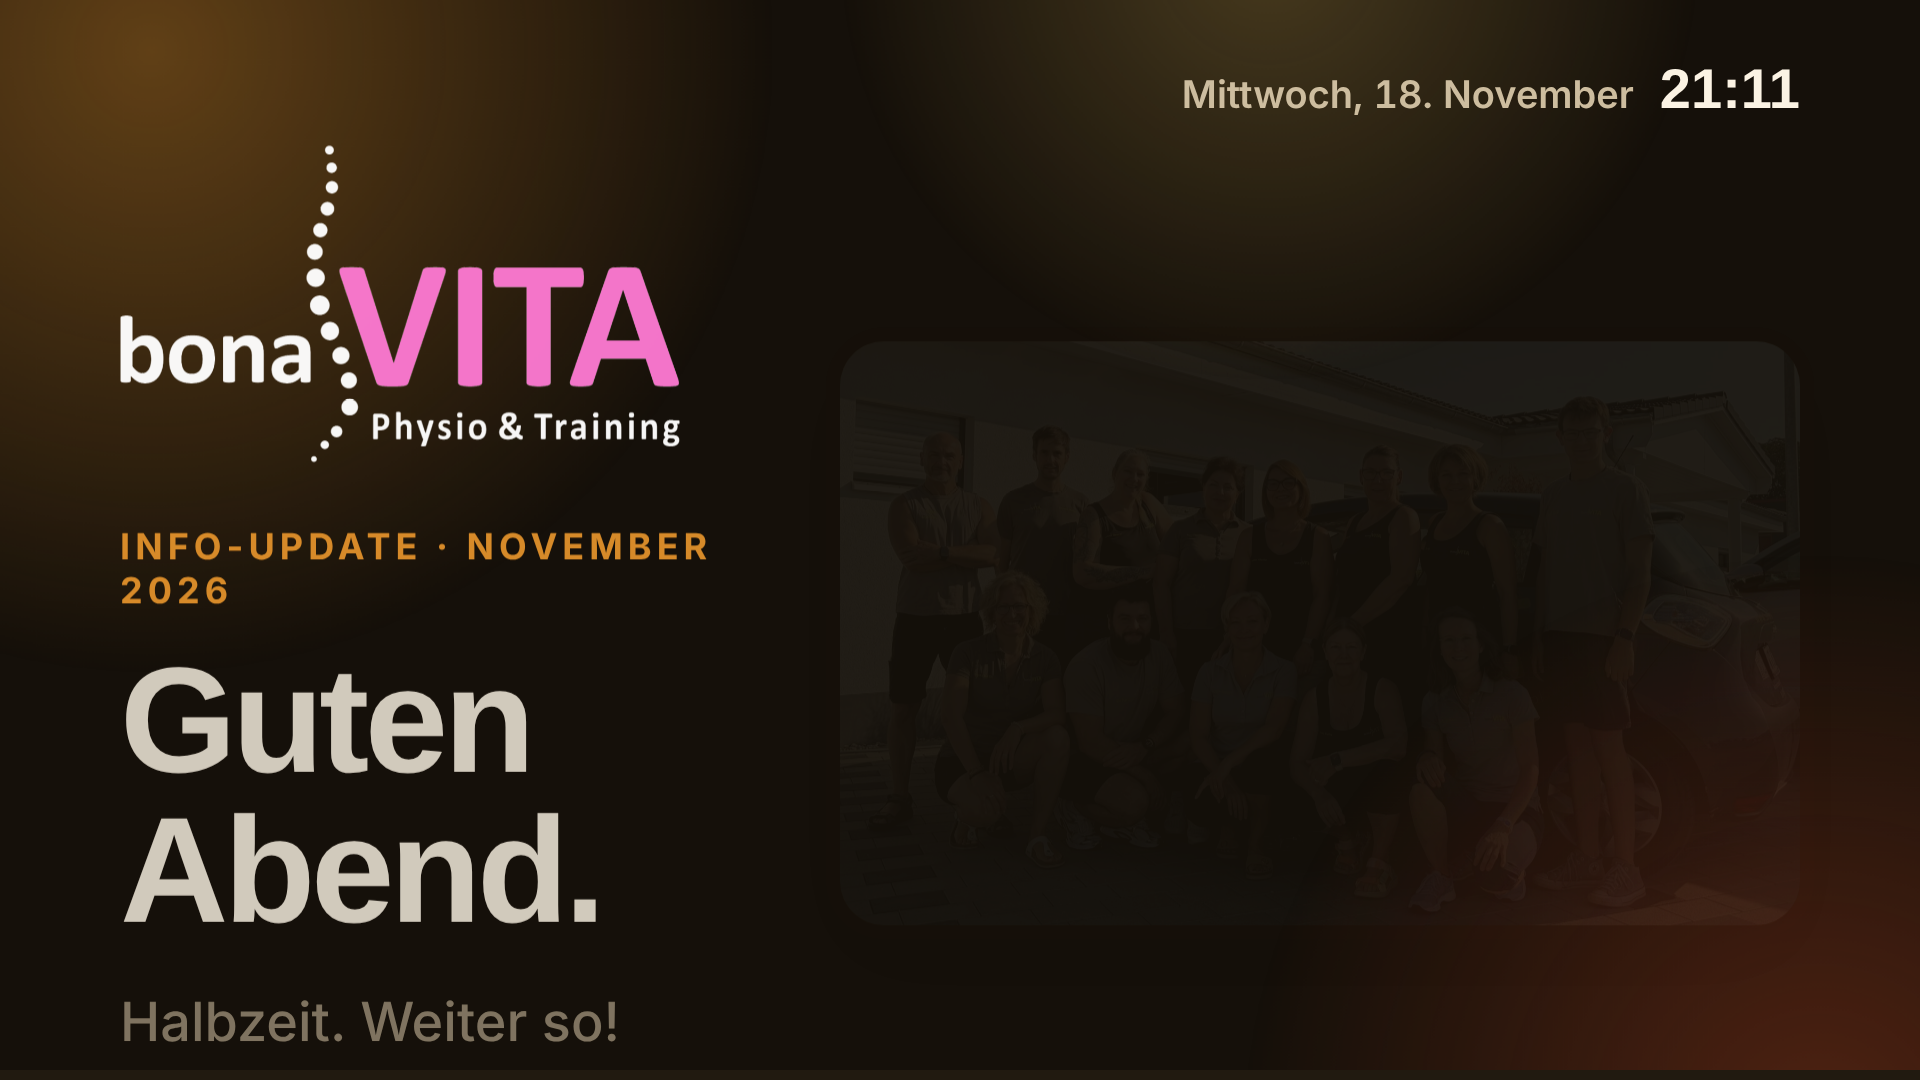 Mittwoch, 18. November 21:11
bona VITA
Physio & Training
INFO-UPDATE · NOVEMBER
2026
Guten
Abend.
Halbzeit. Weiter so!